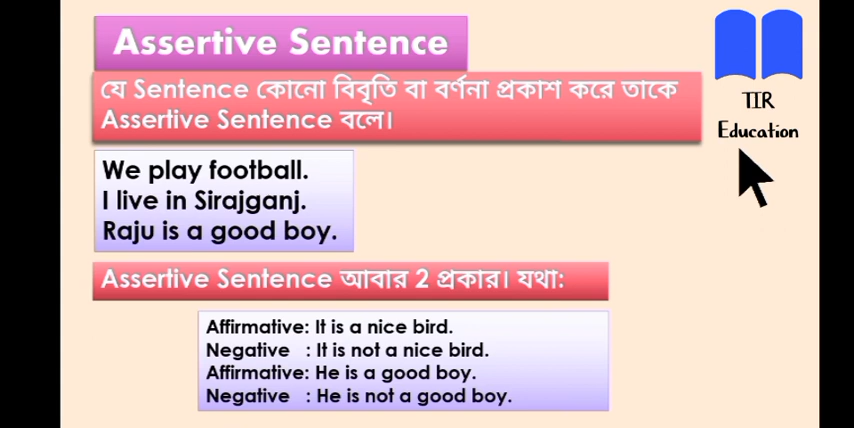 Assertive Sentence
যে Sentence কোনো বিবৃতি বা বর্ণনা প্রকাশ করে তাকে
Assertive Sentence বলে।
We play football.
I live in Sirajganj.
Raju is a good boy.
Assertive Sentence আবার 2 প্রকার। যথা:
Affirmative: It is a nice bird.
Negative : It is not a nice bird.
Affirmative: He is a good boy.
Negative : He is not a good boy.
TIR
Education